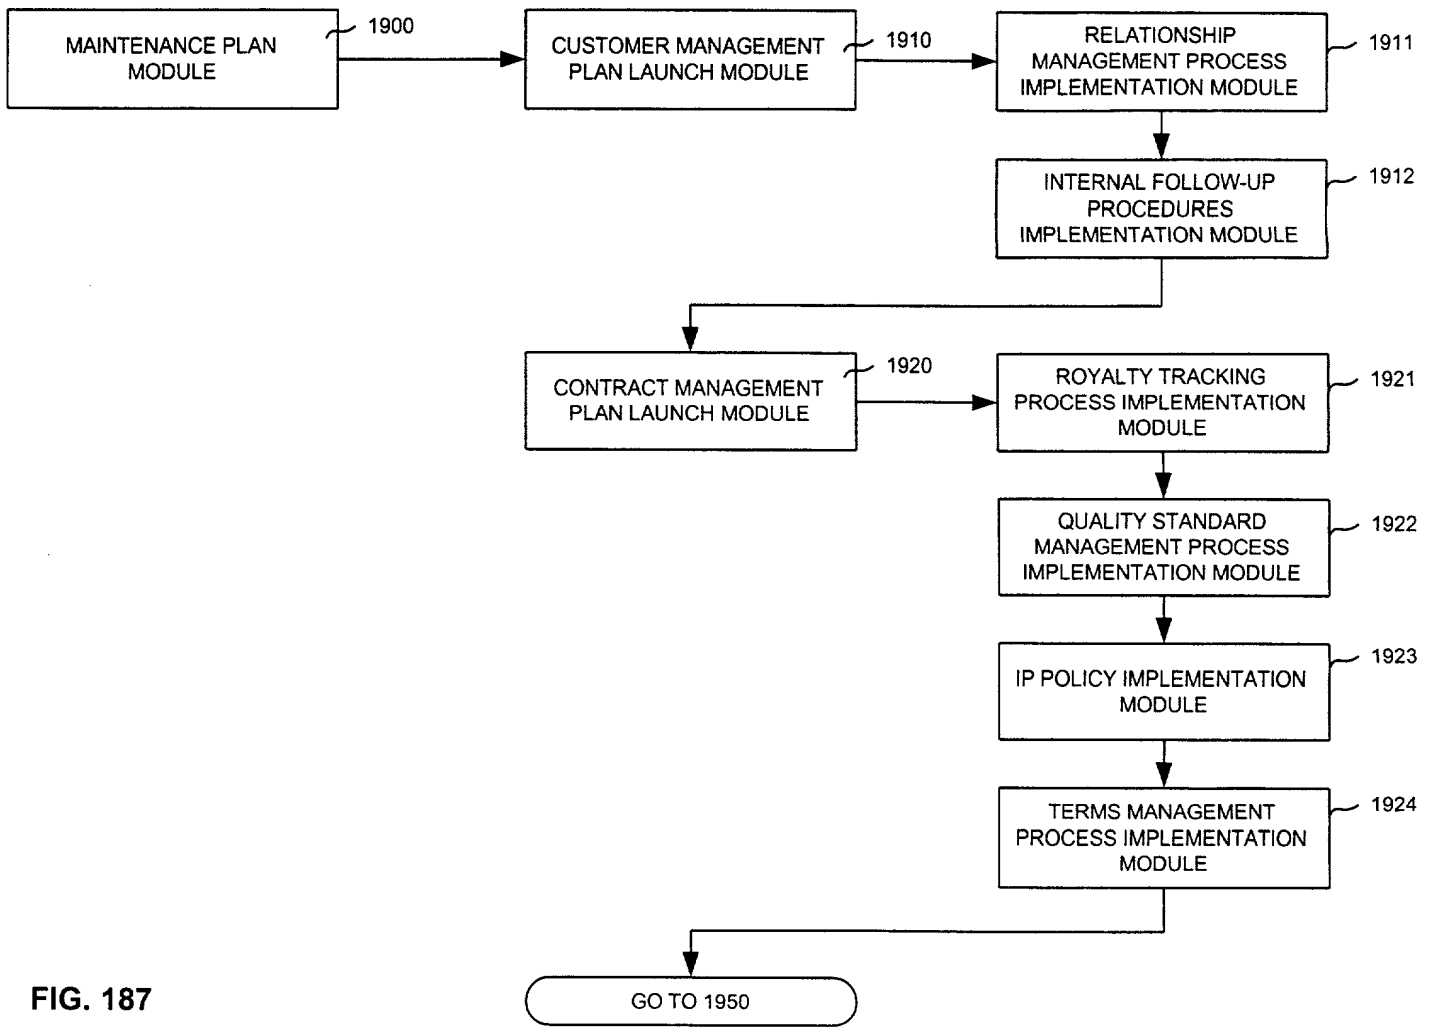 MAINTENANCE PLAN
MODULE
1900
CUSTOMER MANAGEMENT
PLAN LAUNCH MODULE
1910
RELATIONSHIP
MANAGEMENT PROCESS
IMPLEMENTATION MODULE
1911
INTERNAL FOLLOW-UP
PROCEDURES
IMPLEMENTATION MODULE
1912
CONTRACT MANAGEMENT
PLAN LAUNCH MODULE
1920
ROYALTY TRACKING
PROCESS IMPLEMENTATION
MODULE
1921
QUALITY STANDARD
MANAGEMENT PROCESS
IMPLEMENTATION MODULE
1922
IP POLICY IMPLEMENTATION
MODULE
1923
TERMS MANAGEMENT
PROCESS IMPLEMENTATION
MODULE
1924
GO TO 1950
FIG. 187